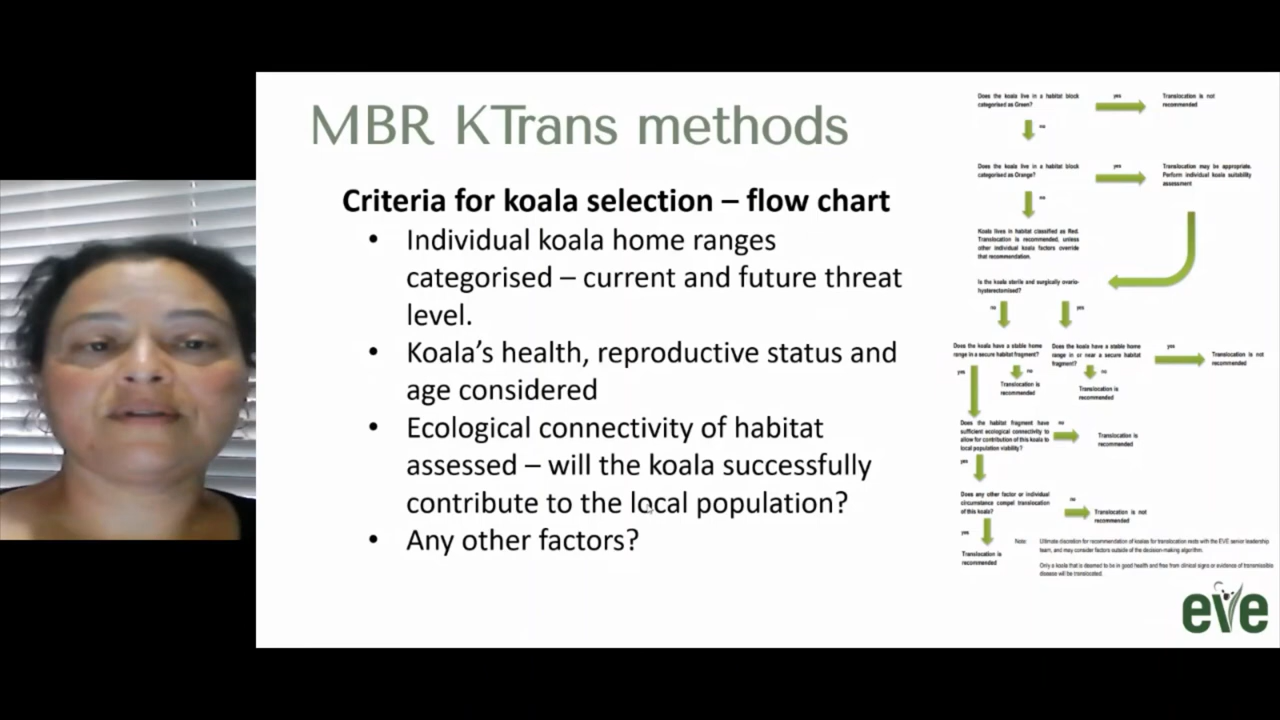 MBR KTrans methods
Criteria for koala selection – flow chart
• Individual koala home ranges
categorised – current and future threat
level.
• Koala’s health, reproductive status and
age considered
• Ecological connectivity of habitat
assessed – will the koala successfully
contribute to the local population?
• Any other factors?
Does the koala live in a habitat block
categorised as Green?
yes
Translocation is not
recommended
no
Does the koala live in a habitat block
categorised as Orange?
yes
Translocation may be appropriate.
Perform individual koala suitability
assessment
no
Koala lives in habitat classified as Red.
Translocation is recommended, unless
other individual koala factors override
that recommendation.
Is the koala sterile and surgically ovario-
hysterectomised?
no
yes
Does the koala have a stable home
range in a secure habitat fragment?
Does the koala have a stable home
range in or near a secure habitat
fragment?
yes
Translocation is not
recommended
yes
no
Translocation is
recommended
no
Translocation is
recommended
Does the habitat fragment have
sufficient ecological connectivity to
allow for contribution of this koala to
local population viability?
no
Translocation is
recommended
yes
Does any other factor or individual
circumstance compel translocation
of this koala?
no
Translocation is not
recommended
yes
Translocation is
recommended
Note: Ultimate discretion for recommendation of koalas for translocation rests with the EVE senior leadership
team, and may consider factors outside of the decision-making algorithm.
Only a koala that is deemed to be in good health and free from clinical signs or evidence of transmissible
disease will be translocated.
eve